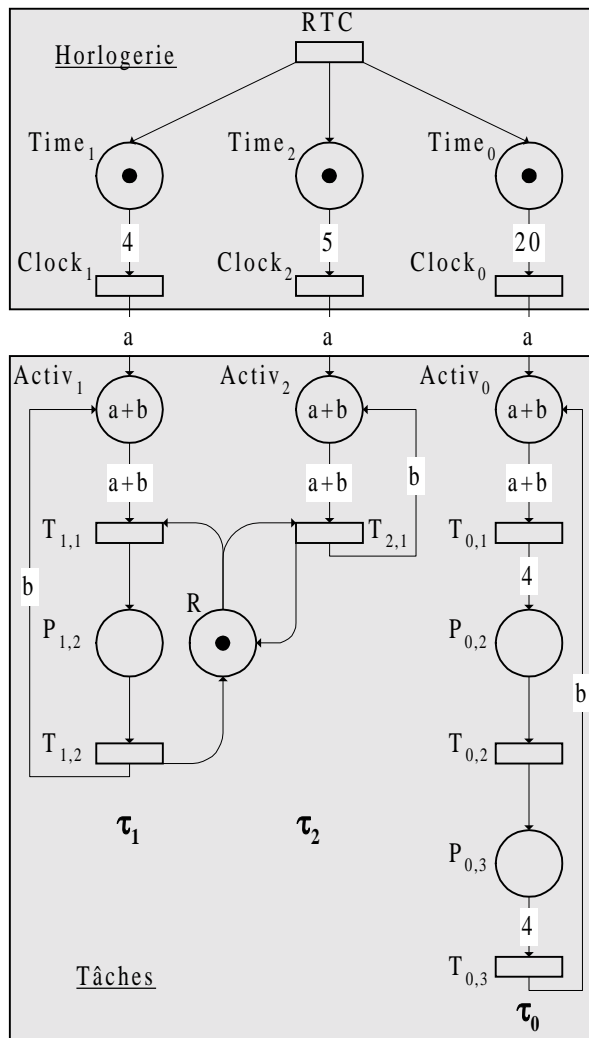 RTC
Horlogerie
Time1 Time2 Time0
4 5 20
Clock1 Clock2 Clock0
a a a
Activ1 Activ2 Activ0
a+b a+b a+b
a+b a+b b a+b
T1,1 T2,1 T0,1
b 4
R
P1,2 P0,2
b
T1,2 T0,2
τ1 τ2
P0,3
4
T0,3
Tâches
τ0